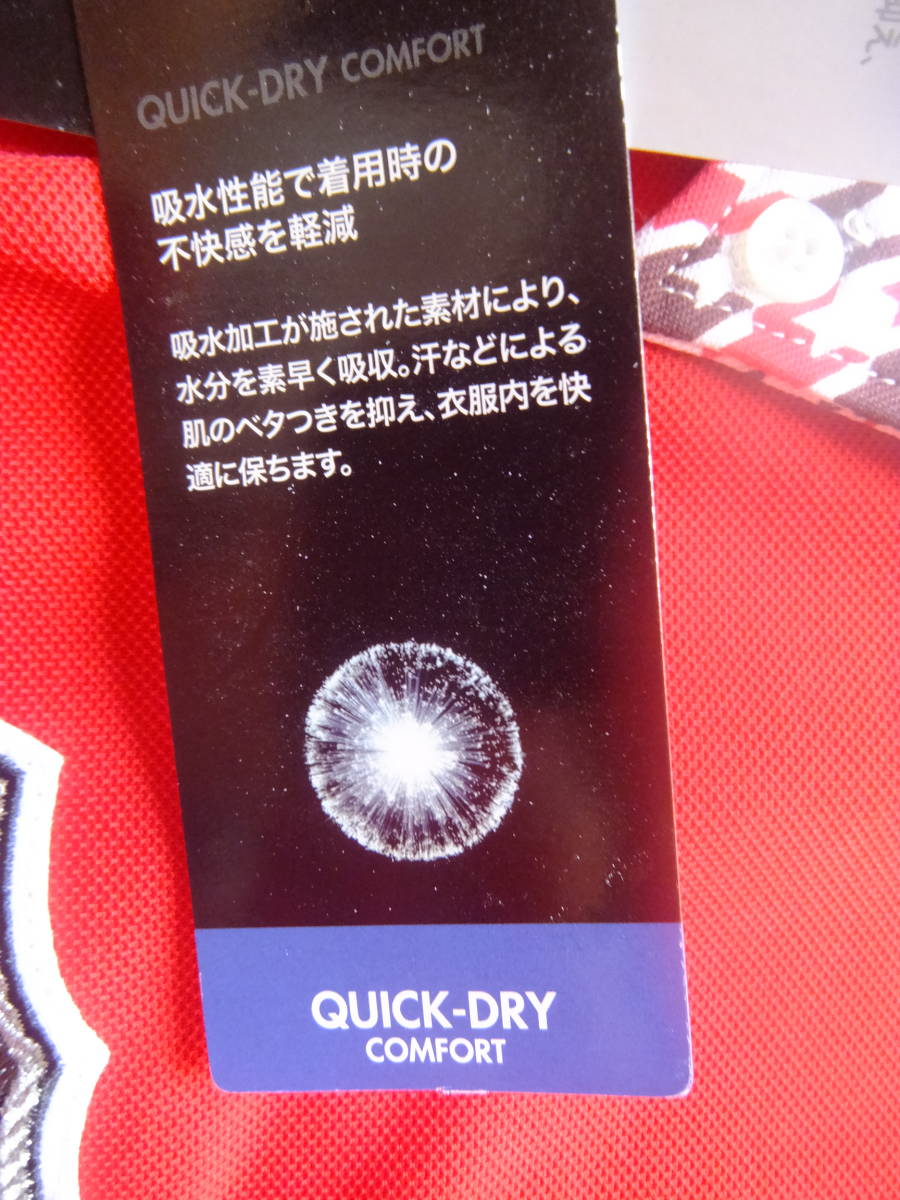 QUICK-DRY COMFORT
吸水性能で着用時の
不快感を軽減
吸水加工が施された素材により、
水分を素早く吸収。汗などによる
肌のベタつきを抑え、衣服内を快
適に保ちます。
QUICK-DRY
COMFORT